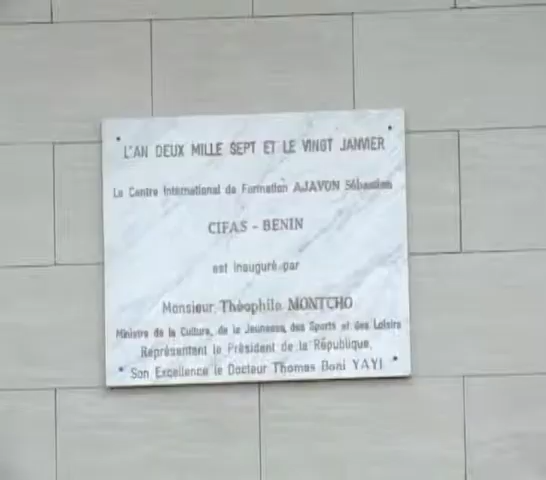 L'AN DEUX MILLE SEPT ET LE VINGT JANVIER
Le Centre International de Formation AJAVON Sébastien
CIFAS - BENIN
est inauguré par
Monsieur Théophile MONTCHO
Ministre de la Culture, de la Jeunesse, des Sports et des Loisirs
Représentant le Président de la République,
Son Excellence le Docteur Thomas Boni YAYI